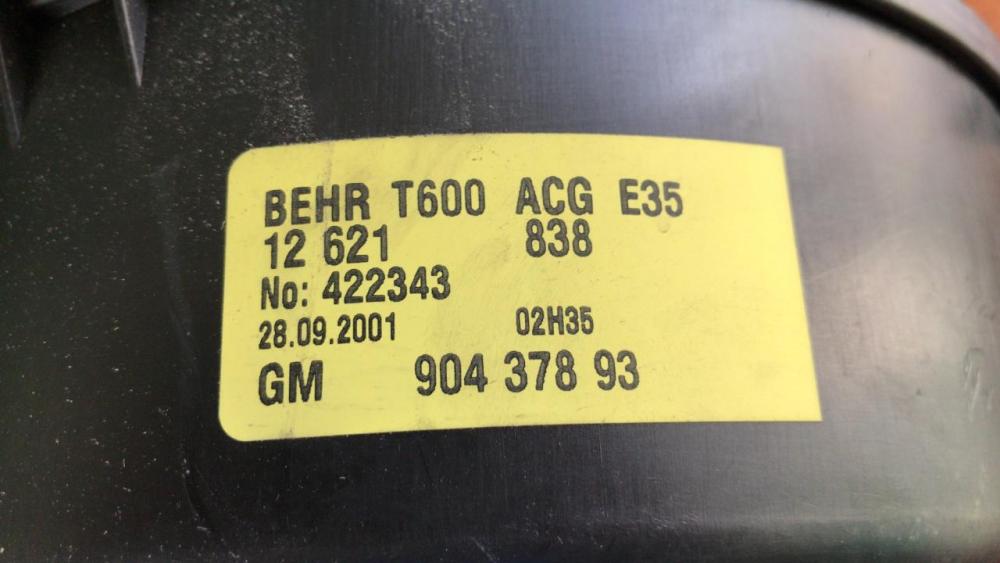 BEHR T600 ACG E35
12 621 838
No: 422343
28.09.2001 02H35
GM 904 378 93